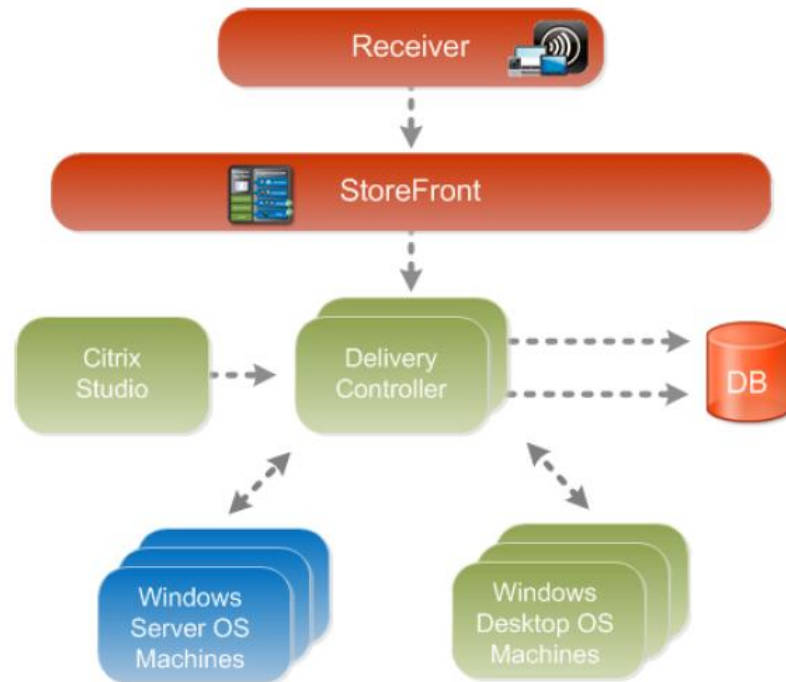 Receiver
StoreFront
Citrix
Studio
Delivery
Controller
DB
Windows
Server OS
Machines
Windows
Desktop OS
Machines